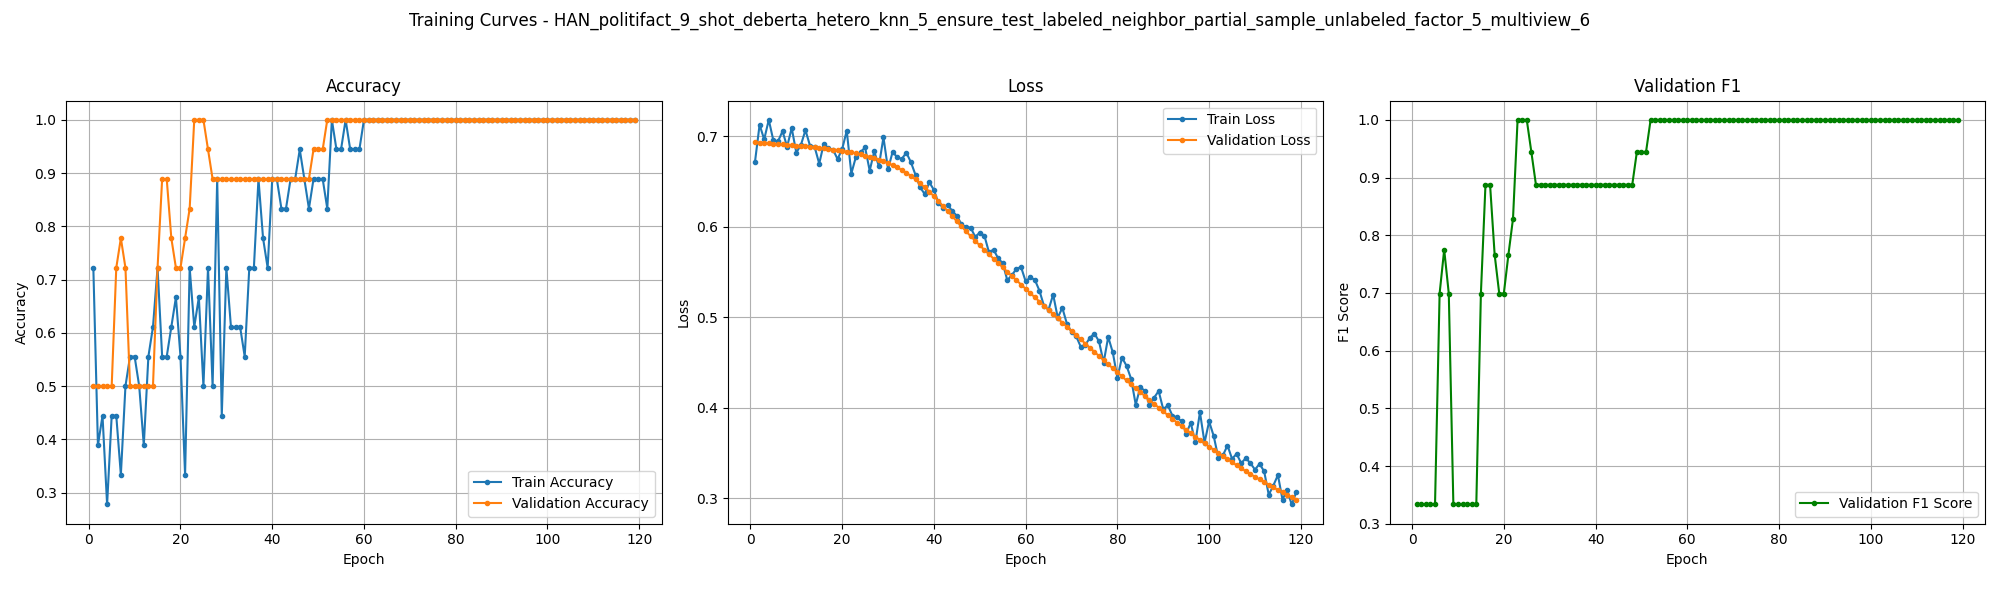 Training Curves - HAN_politifact_9_shot_deberta_hetero_knn_5_ensure_test_labeled_neighbor_partial_sample_unlabeled_factor_5_multiview_6
Accuracy
1.0
0.9
0.8
0.7
0.6
0.5
0.4
0.3
Accuracy
Train Accuracy
Validation Accuracy
0 20 40 60 80 100 120
Epoch
Loss
0.7
0.6
0.5
0.4
0.3
Loss
Train Loss
Validation Loss
0 20 40 60 80 100 120
Epoch
Validation F1
1.0
0.9
0.8
0.7
0.6
0.5
0.4
0.3
F1 Score
Validation F1 Score
0 20 40 60 80 100 120
Epoch